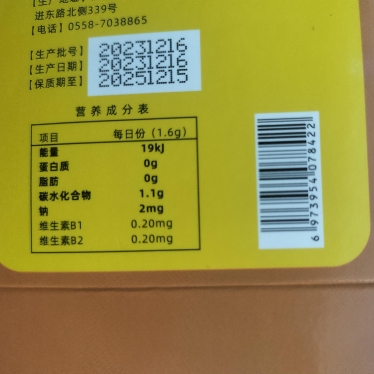 进东路北侧339号
【电话】0558-7038865
【生产批号】20231216
【生产日期】20231216
【保质期至】20251215
营养成分表
项目 每日份（1.6g）
能量 19kJ
蛋白质 0g
脂肪 0g
碳水化合物 1.1g
钠 2mg
维生素B1 0.20mg
维生素B2 0.20mg
6 973954 078422